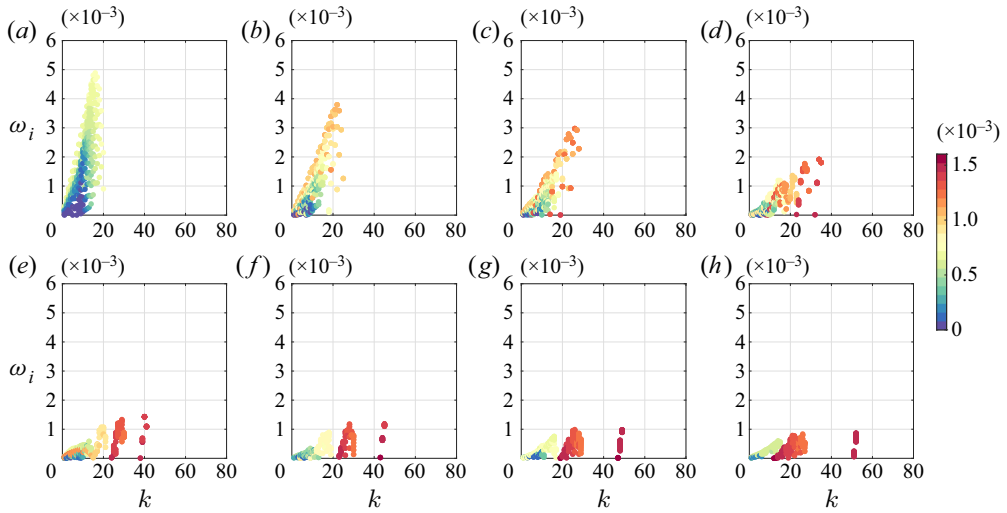 (×10⁻³) (×10⁻³) (×10⁻³) (×10⁻³)
(a) (b) (c) (d)
6 6 6 6
5 5 5 5
4 4 4 4
ωᵢ 3 3 3 3
2 2 2 2
1 1 1 1
0 20 40 60 80 0 20 40 60 80 0 20 40 60 80 0 20 40 60 80
(×10⁻³)
1.5
1.0
0.5
0
(e) (×10⁻³) (f) (×10⁻³) (g) (×10⁻³) (h) (×10⁻³)
6 6 6 6
5 5 5 5
4 4 4 4
ωᵢ 3 3 3 3
2 2 2 2
1 1 1 1
0 20 40 60 80 0 20 40 60 80 0 20 40 60 80 0 20 40 60 80
k k k k